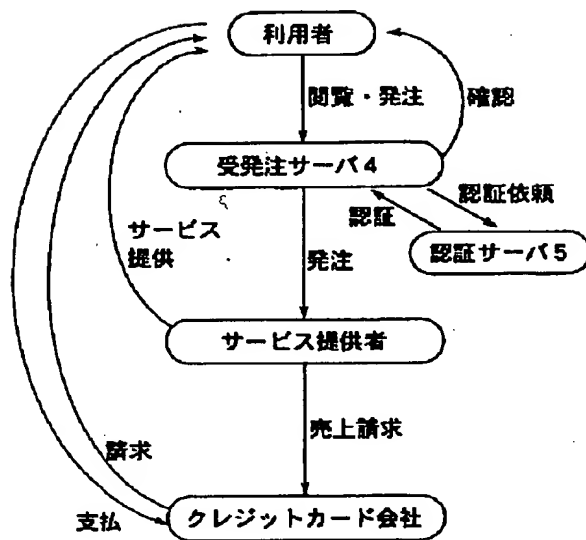 利用者
閲覧・発注
確認
受発注サーバ4
認証依頼
認証
サービス
提供
発注
認証サーバ5
サービス提供者
売上請求
請求
支払
クレジットカード会社